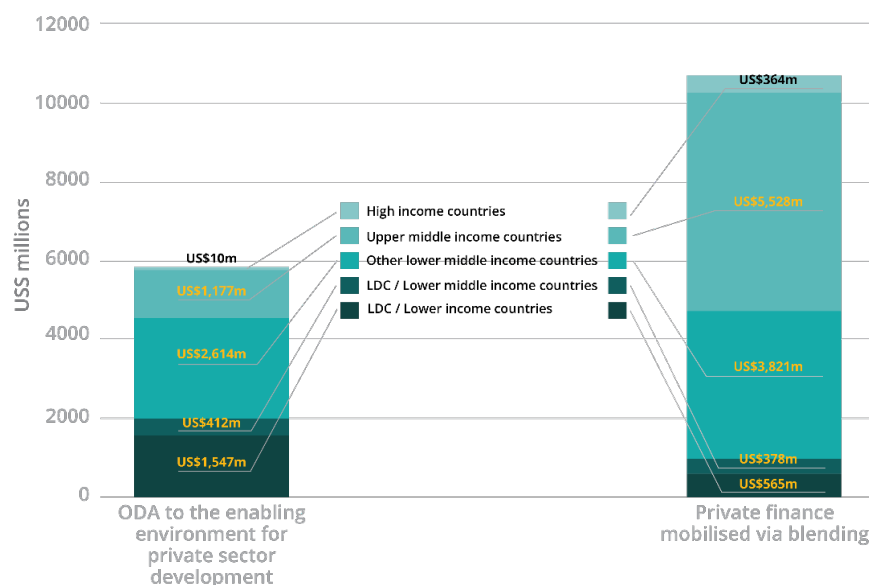 12000
10000
8000
6000
4000
2000
0
US$ millions
US$10m
US$1,177m
US$2,614m
US$412m
US$1,547m
High income countries
Upper middle income countries
Other lower middle income countries
LDC / Lower middle income countries
LDC / Lower income countries
US$364m
US$5,528m
US$3,821m
US$378m
US$565m
ODA to the enabling
environment for
private sector
development
Private finance
mobilised via blending